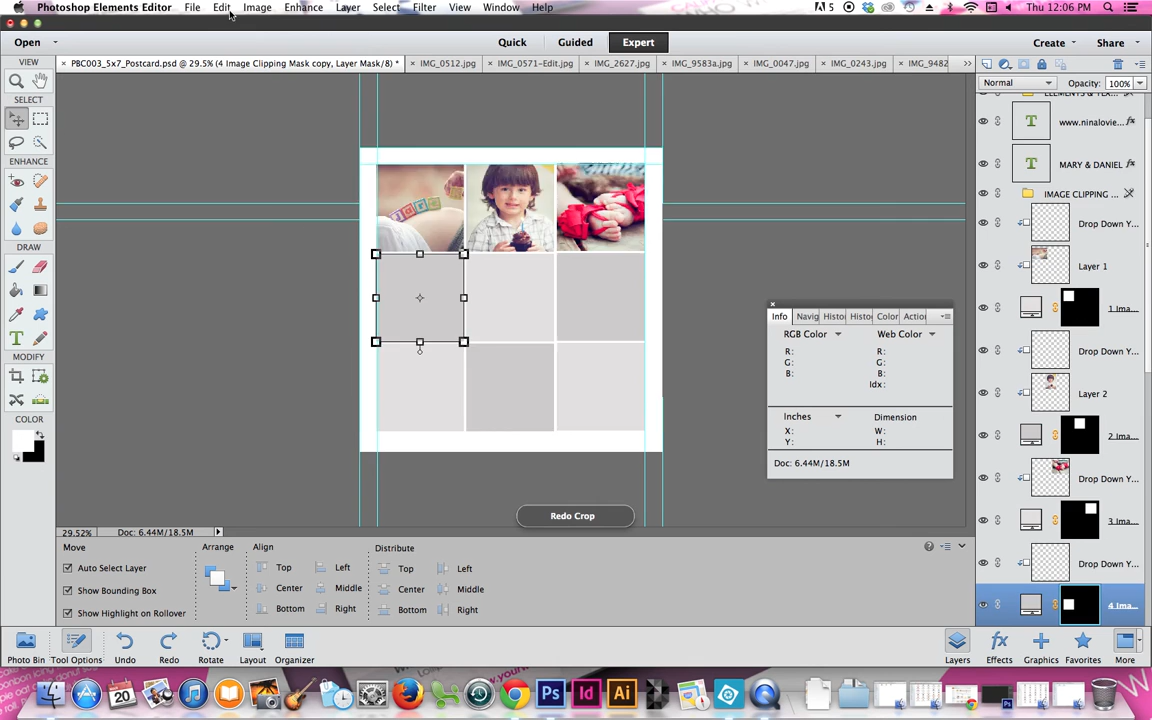 Photoshop Elements Editor File Edit Image Enhance Layer Select Filter View Window Help 5 Thu 12:06 PM
Open Quick Guided Expert Create Share
VIEW
PBC003_5x7_Postcard.psd @ 29.5% (4 Image Clipping Mask copy, Layer Mask/8) * IMG_0512.jpg IMG_0571-Edit.jpg IMG_2627.jpg IMG_9583a.jpg IMG_0047.jpg IMG_0243.jpg IMG_9482
Normal Opacity: 100%
SELECT
ENHANCE
DRAW
MODIFY
COLOR
www.ninalovie...
MARY & DANIEL
IMAGE CLIPPING ...
Drop Down Y...
Layer 1
1 Ima...
Drop Down Y...
Layer 2
2 Ima...
Drop Down Y...
3 Ima...
Drop Down Y...
4 Ima...
Info Navig Histo Histo Color Action
RGB Color Web Color
R: R:
G: G:
B: B:
Idx:
Inches Dimension
X: W:
Y: H:
Doc: 6.44M/18.5M
Redo Crop
29.52% Doc: 6.44M/18.5M
Move Arrange Align Distribute
Auto Select Layer Top Left Top Left
Show Bounding Box Center Middle Center Middle
Show Highlight on Rollover Bottom Right Bottom Right
Photo Bin Tool Options Undo Redo Rotate Layout Organizer Layers Effects Graphics Favorites More
20 Ps Id Ai